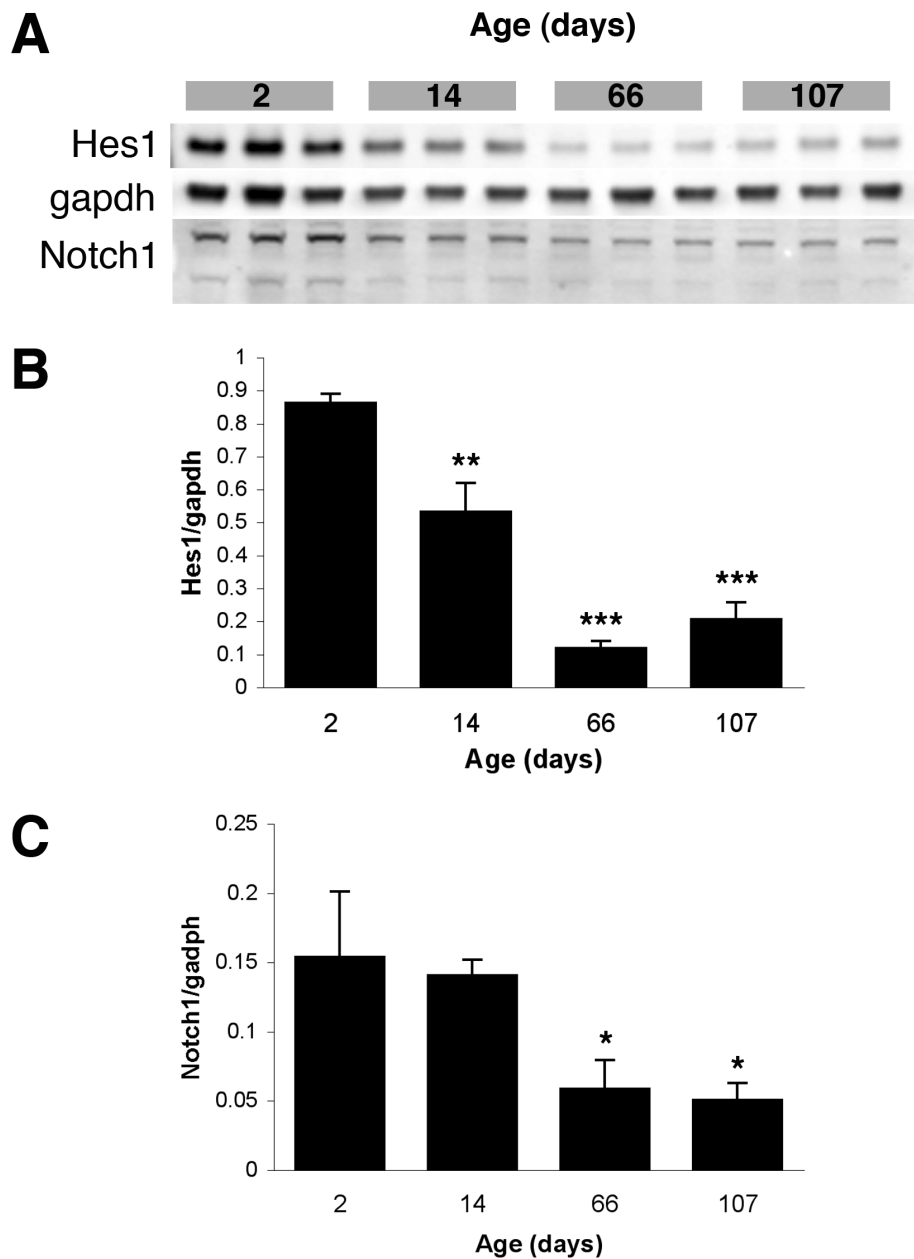 A
Age (days)
2 14 66 107
Hes1
gapdh
Notch1
B
1
0.9
0.8
0.7
0.6
0.5
0.4
0.3
0.2
0.1
0
Hes1/gapdh
**
***
***
2 14 66 107
Age (days)
C
0.25
0.2
0.15
0.1
0.05
0
Notch1/gadph
*
*
2 14 66 107
Age (days)